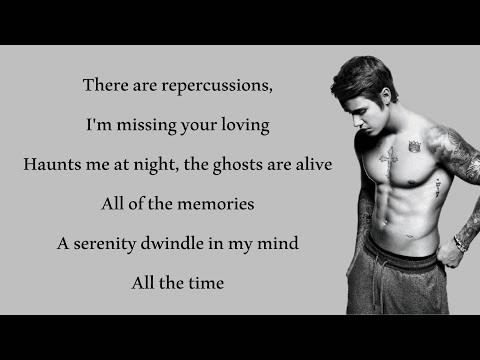 There are repercussions,
I'm missing your loving
Haunts me at night, the ghosts are alive
All of the memories
A serenity dwindle in my mind
All the time